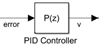 P(z)
error
v
PID Controller